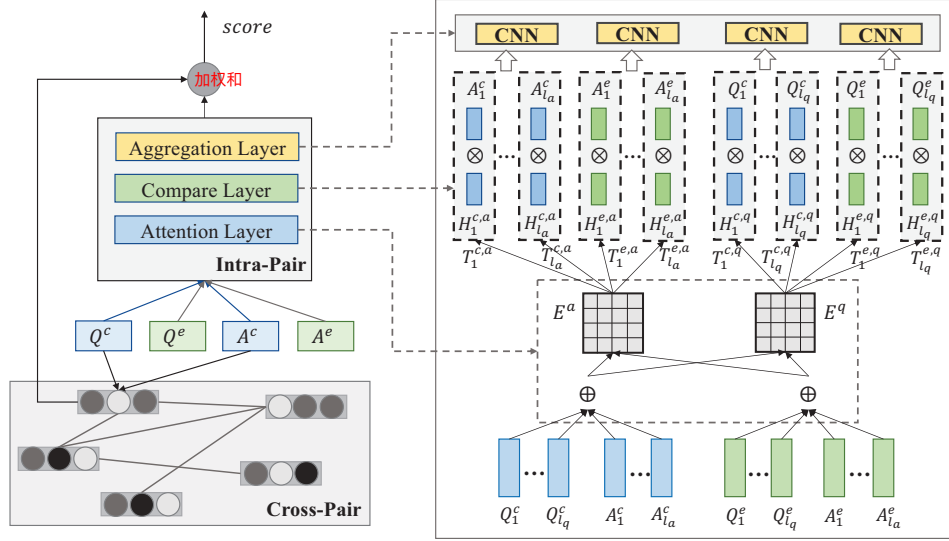 score
加权和
Aggregation Layer
Compare Layer
Attention Layer
Intra-Pair
Q^c Q^e A^c A^e
Cross-Pair
CNN CNN CNN CNN
A_1^c A_{l_a}^c A_1^e A_{l_a}^e Q_1^c Q_{l_q}^c Q_1^e Q_{l_q}^e
⊗ ... ⊗ ⊗ ... ⊗ ⊗ ... ⊗ ⊗ ... ⊗
H_1^{c,a} H_{l_a}^{c,a} H_1^{e,a} H_{l_a}^{e,a} H_1^{c,q} H_{l_q}^{c,q} H_1^{e,q} H_{l_q}^{e,q}
T_1^{c,a} T_{l_a}^{c,a} T_1^{e,a} T_{l_a}^{e,a} T_1^{c,q} T_{l_q}^{c,q} T_1^{e,q} T_{l_q}^{e,q}
E^a E^q
⊕ ⊕
... ... ... ...
Q_1^c Q_{l_q}^c A_1^c A_{l_a}^c Q_1^e Q_{l_q}^e A_1^e A_{l_a}^e